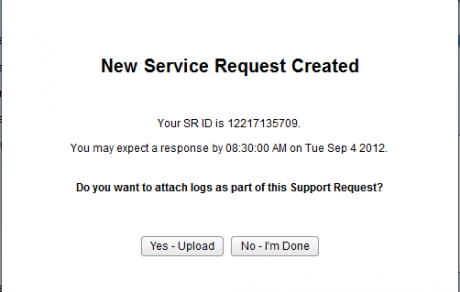 New Service Request Created
Your SR ID is 12217135709.
You may expect a response by 08:30:00 AM on Tue Sep 4 2012.
Do you want to attach logs as part of this Support Request?
Yes - Upload
No - I'm Done